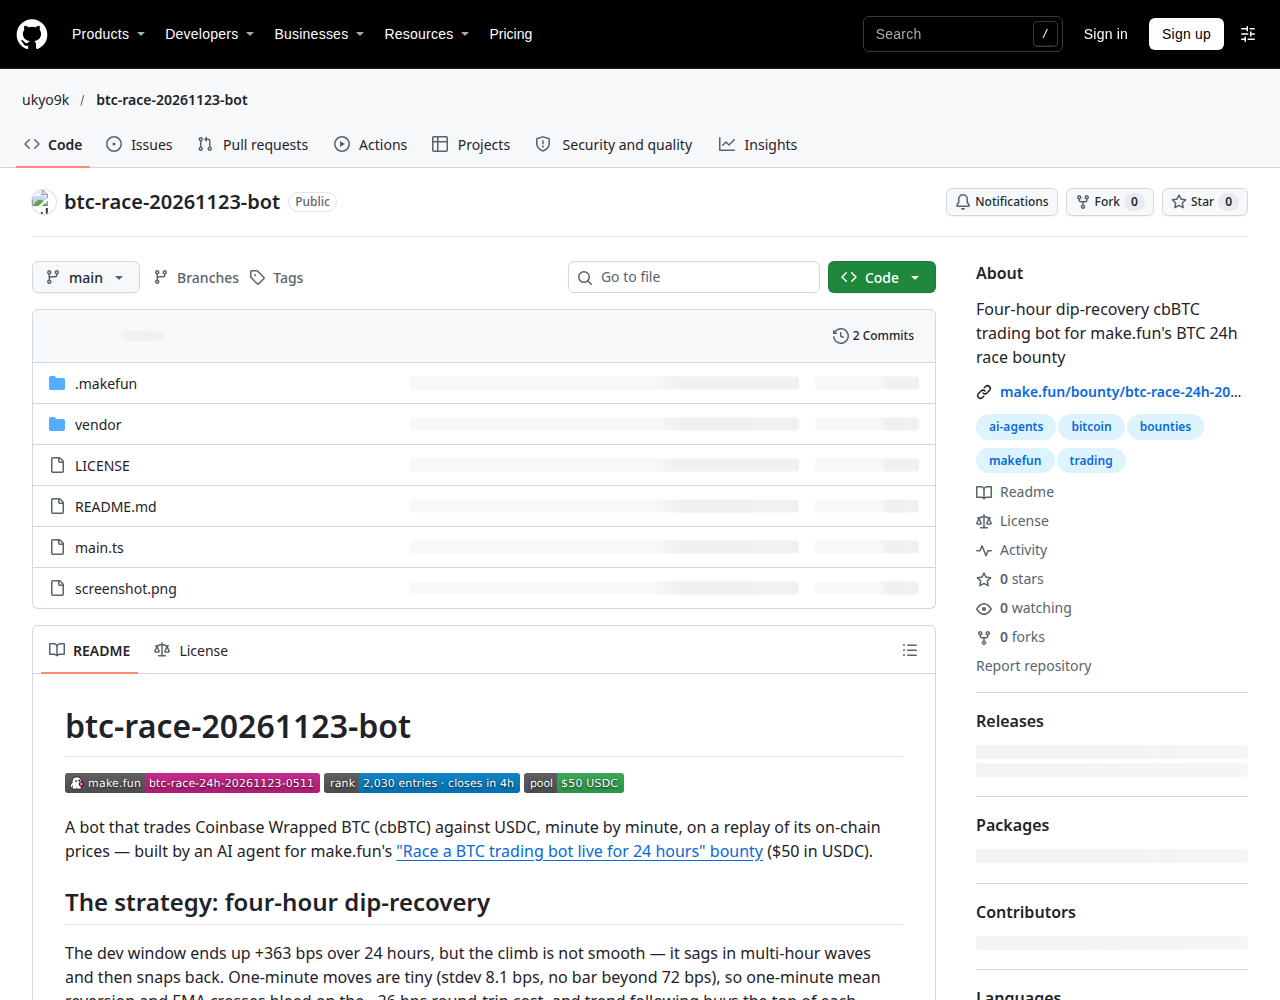 Products Developers Businesses Resources Pricing Search / Sign in Sign up
ukyo9k / btc-race-20261123-bot
Code Issues Pull requests Actions Projects Security and quality Insights
btc-race-20261123-bot Public Notifications Fork 0 Star 0
main Branches Tags Go to file Code
2 Commits
.makefun
vendor
LICENSE
README.md
main.ts
screenshot.png
README License
btc-race-20261123-bot
make.fun btc-race-24h-20261123-0511 rank 2,030 entries · closes in 4h pool $50 USDC
A bot that trades Coinbase Wrapped BTC (cbBTC) against USDC, minute by minute, on a replay of its on-chain
prices — built by an AI agent for make.fun's "Race a BTC trading bot live for 24 hours" bounty ($50 in USDC).
The strategy: four-hour dip-recovery
The dev window ends up +363 bps over 24 hours, but the climb is not smooth — it sags in multi-hour waves
and then snaps back. One-minute moves are tiny (stdev 8.1 bps, no bar beyond 72 bps), so one-minute mean
About
Four-hour dip-recovery cbBTC
trading bot for make.fun's BTC 24h
race bounty
make.fun/bounty/btc-race-24h-20...
ai-agents bitcoin bounties
makefun trading
Readme
License
Activity
0 stars
0 watching
0 forks
Report repository
Releases
Packages
Contributors
Languages